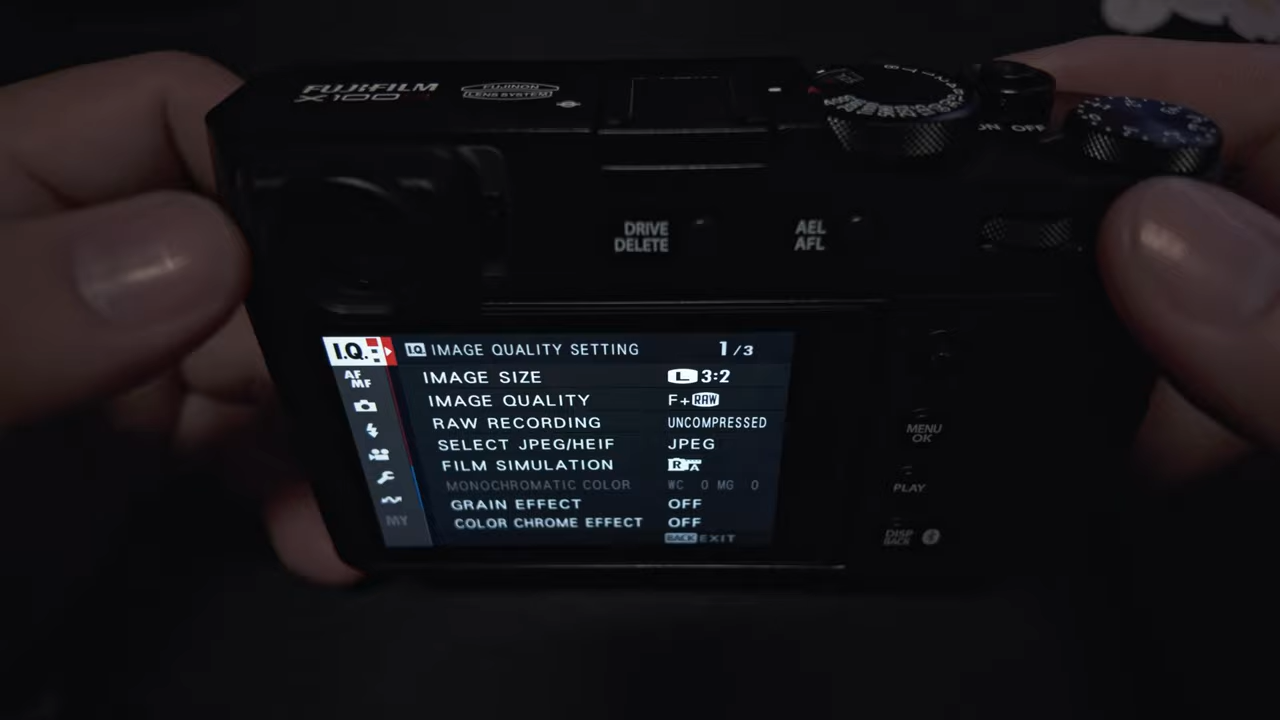 FUJIFILM
X100
FUJINON
LENS SYSTEM
ON OFF
DRIVE
DELETE
AEL
AFL
I.Q. IMAGE QUALITY SETTING 1/3
IMAGE SIZE L 3:2
IMAGE QUALITY F+RAW
RAW RECORDING UNCOMPRESSED
SELECT JPEG/HEIF JPEG
FILM SIMULATION R A
MONOCHROMATIC COLOR WC 0 MG 0
GRAIN EFFECT OFF
COLOR CHROME EFFECT OFF
BACK EXIT
I.Q.
AF
MF
MY
MENU
OK
PLAY
DISP
BACK